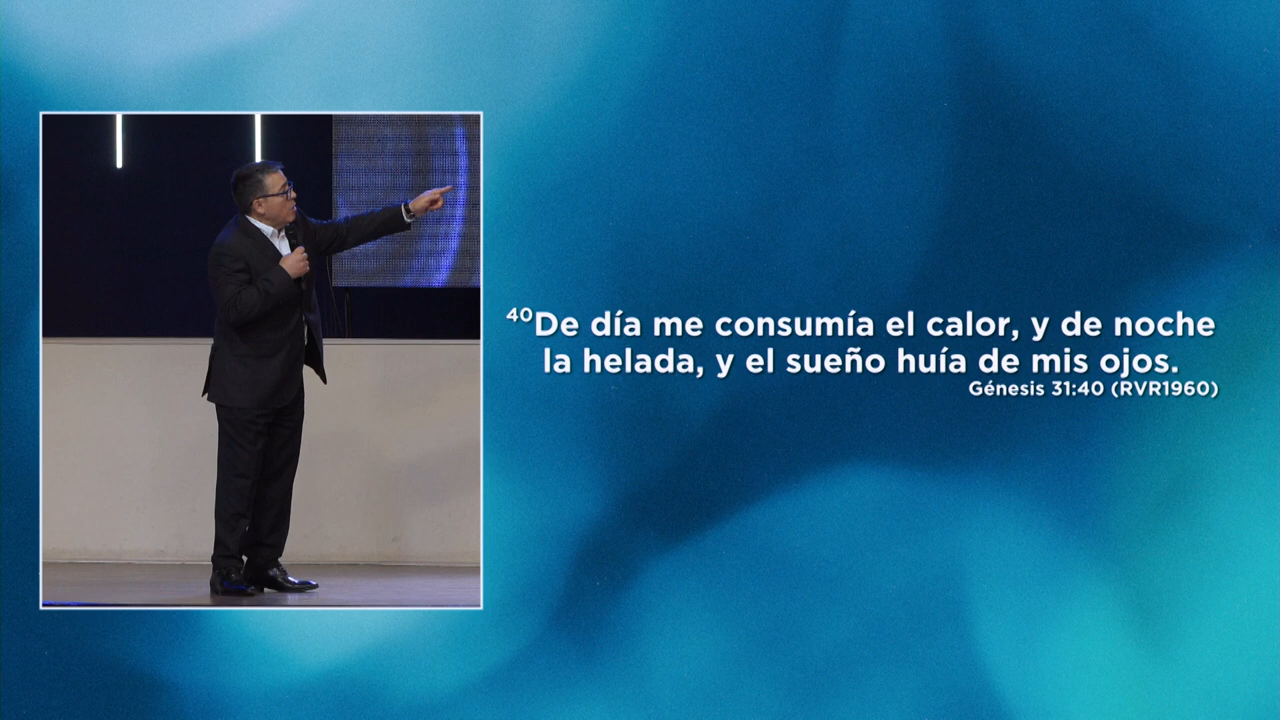 ⁴⁰De día me consumía el calor, y de noche
la helada, y el sueño huía de mis ojos.
Génesis 31:40 (RVR1960)